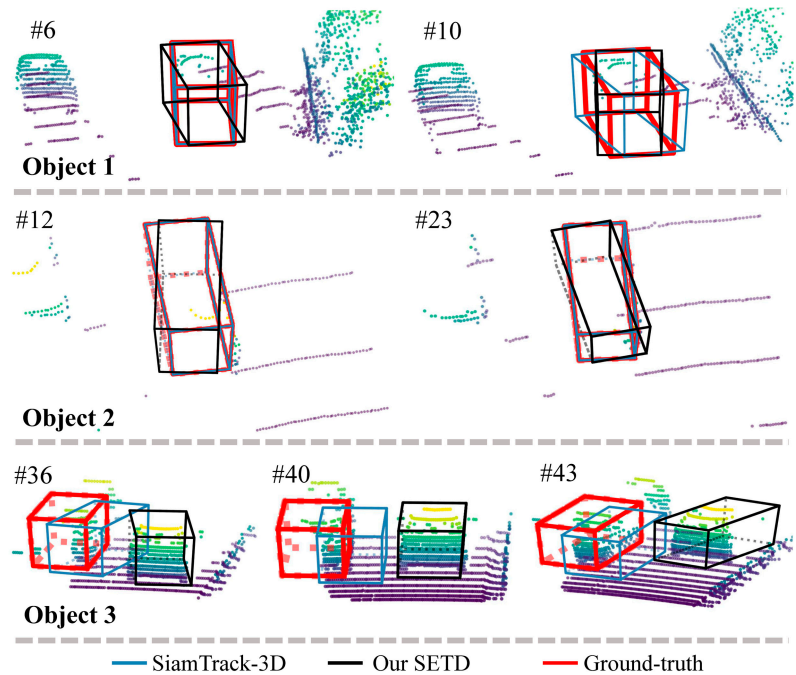 #6
#10
Object 1
#12
#23
Object 2
#36
#40
#43
Object 3
SiamTrack-3D
Our SETD
Ground-truth